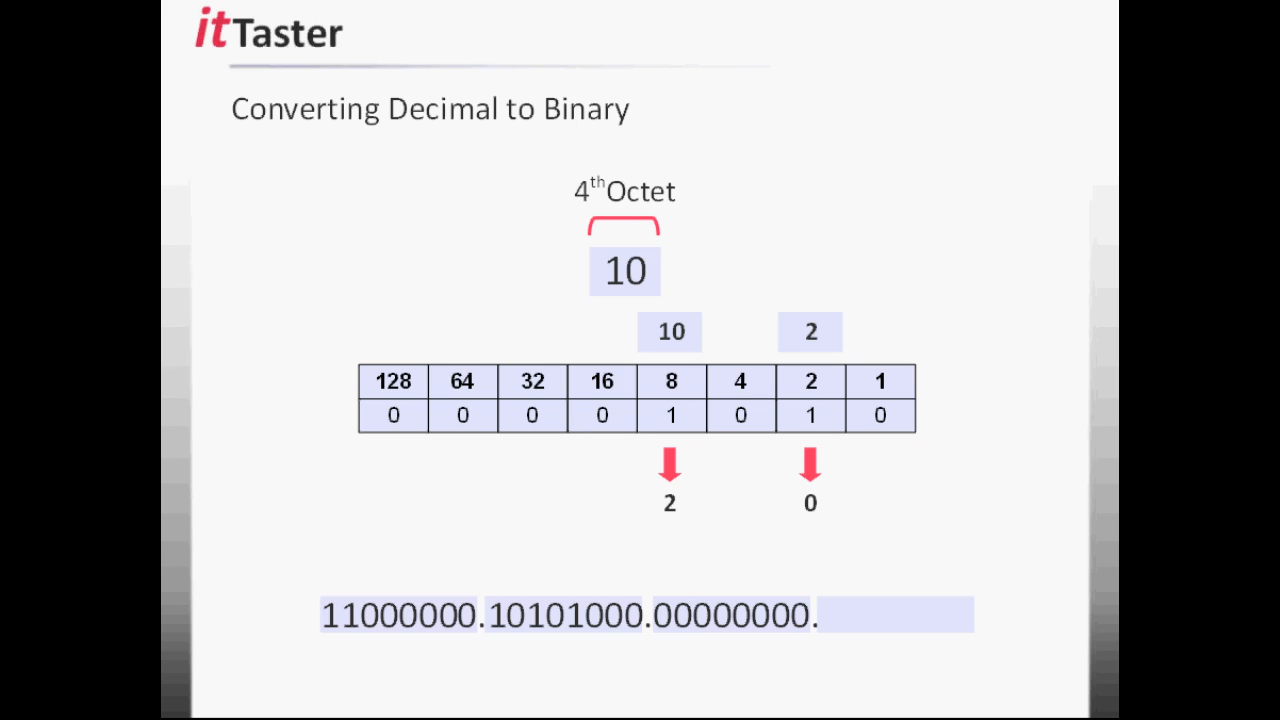 itTaster
Converting Decimal to Binary
4thOctet
10
10 2
128 64 32 16 8 4 2 1
0 0 0 0 1 0 1 0
2 0
11000000.10101000.00000000.